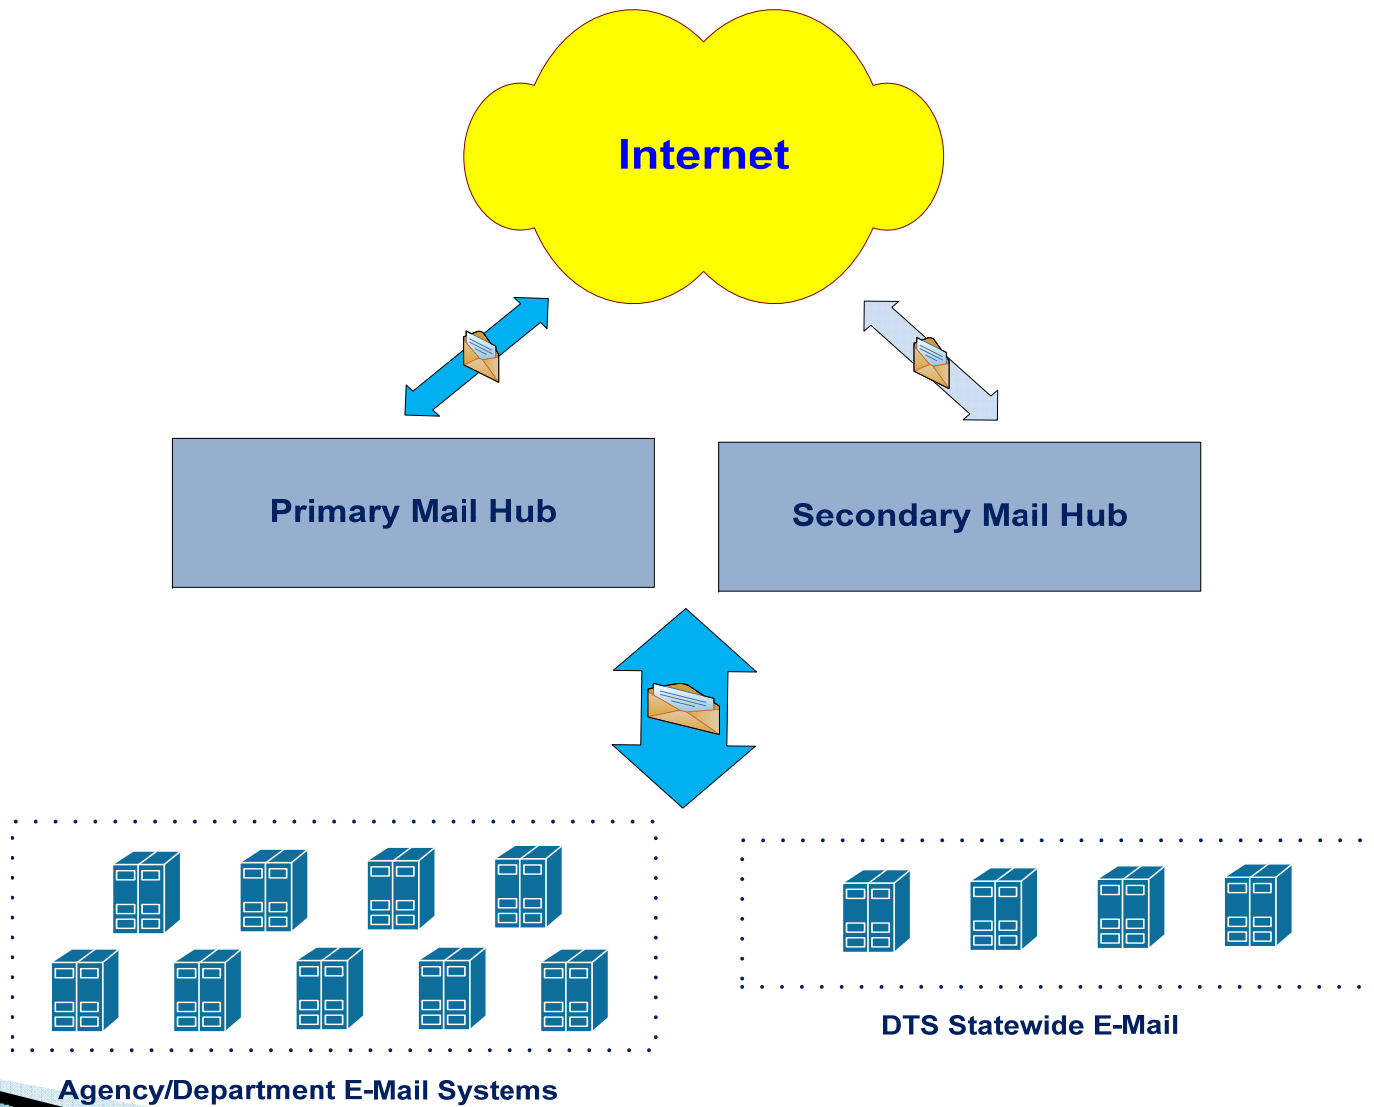 Internet
Primary Mail Hub
Secondary Mail Hub
DTS Statewide E-Mail
Agency/Department E-Mail Systems